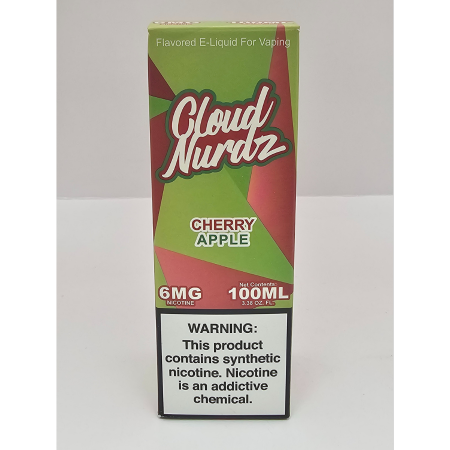 Flavored E-Liquid For Vaping
Cloud
Nurdz
CHERRY
APPLE
6MG
NICOTINE
Net Contents:
100ML
3.38 OZ. FL.
WARNING:
This product
contains synthetic
nicotine. Nicotine
is an addictive
chemical.